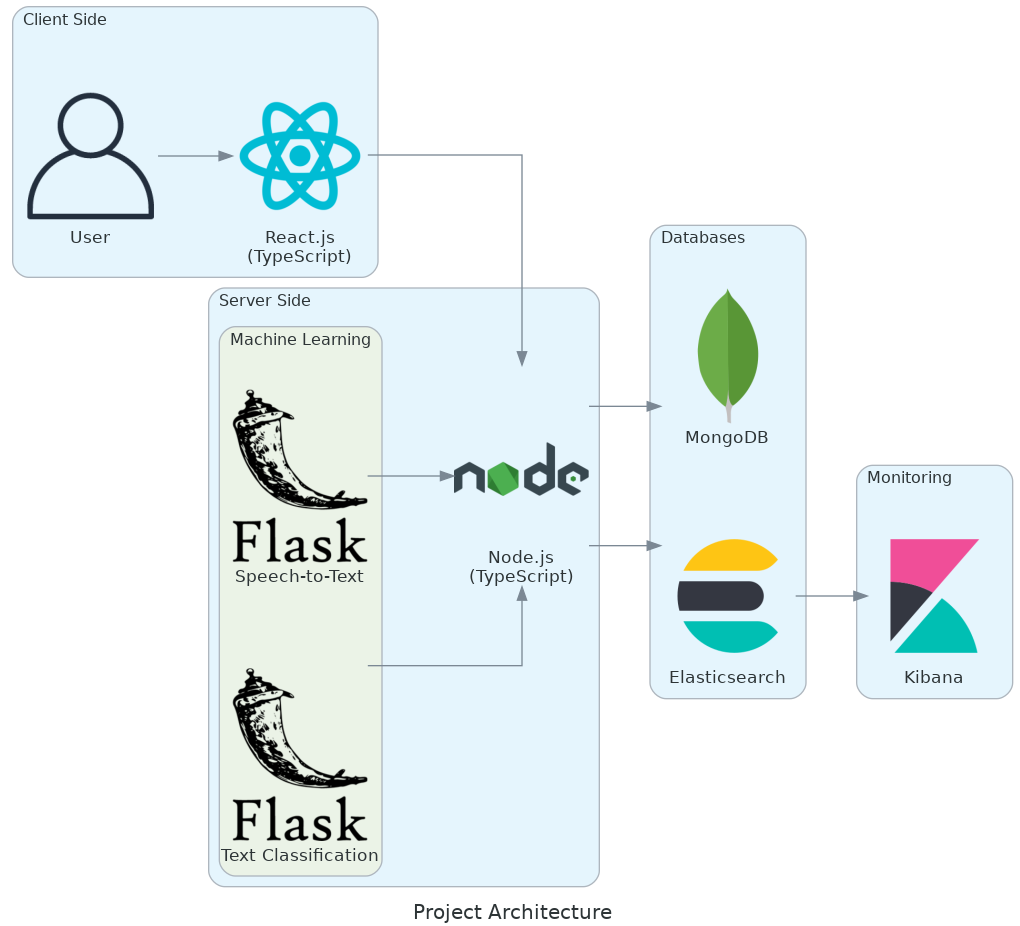 Client Side
User
React.js
(TypeScript)
Server Side
Machine Learning
Flask
Speech-to-Text
Flask
Text Classification
node
Node.js
(TypeScript)
Databases
MongoDB
Elasticsearch
Monitoring
Kibana
Project Architecture